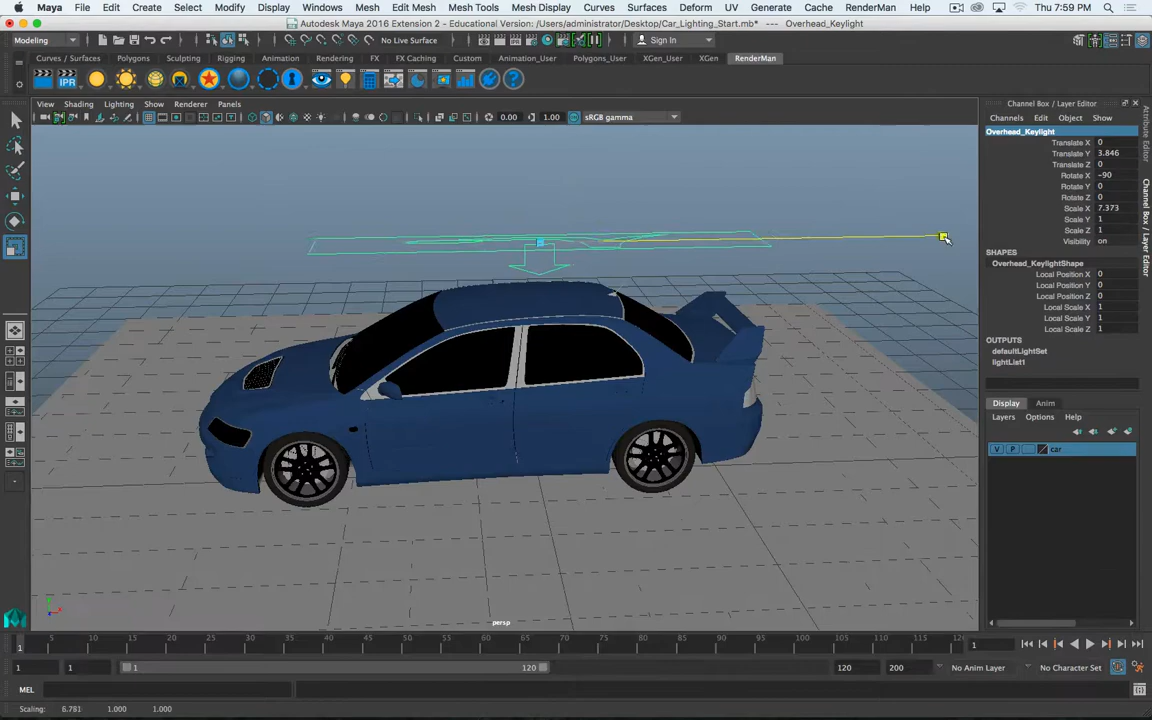 Maya File Edit Create Select Modify Display Windows Mesh Edit Mesh Mesh Tools Mesh Display Curves Surfaces Deform UV Generate Cache RenderMan Help Thu 7:59 PM
Autodesk Maya 2016 Extension 2 - Educational Version: /Users/administrator/Desktop/Car_Lighting_Start.mb* --- Overhead_Keylight
Modeling No Live Surface Sign In
Curves / Surfaces Polygons Sculpting Rigging Animation Rendering FX FX Caching Custom Animation_User Polygons_User XGen_User XGen RenderMan
IPR
View Shading Lighting Show Renderer Panels
0.00 1.00 sRGB gamma
persp
Channel Box / Layer Editor
Channels Edit Object Show
Overhead_Keylight
Translate X 0
Translate Y 3.846
Translate Z 0
Rotate X -90
Rotate Y 0
Rotate Z 0
Scale X 7.373
Scale Y 1
Scale Z 1
Visibility on
SHAPES
Overhead_KeylightShape
Local Position X 0
Local Position Y 0
Local Position Z 0
Local Scale X 1
Local Scale Y 1
Local Scale Z 1
OUTPUTS
defaultLightSet
lightList1
Display Anim
Layers Options Help
V P car
Attribute Editor
Channel Box / Layer Editor
5 10 15 20 25 30 35 40 45 50 55 60 65 70 75 80 85 90 95 100 105 110 115 12
1 1
1 1 1 120 120 200 No Anim Layer No Character Set
MEL
Scaling: 6.781 1.000 1.000